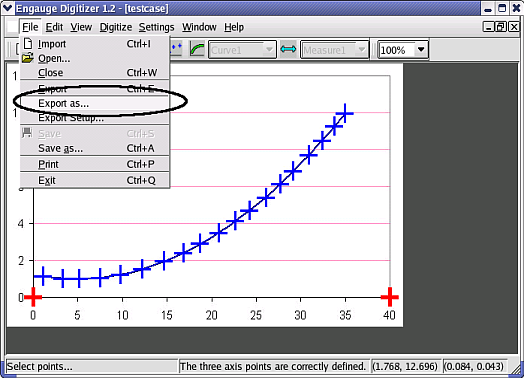 Engauge Digitizer 1.2 - [testcase]
File Edit View Digitize Settings Window Help
Import Ctrl+I
Open...
Close Ctrl+W
Export Ctrl+E
Export as...
Export Setup...
Save Ctrl+S
Save as... Ctrl+A
Print Ctrl+P
Exit Ctrl+Q
Curve1 Measure1 100%
4
2
0
0 5 10 15 20 25 30 35 40
Select points... The three axis points are correctly defined. (1.768, 12.696) (0.084, 0.043)